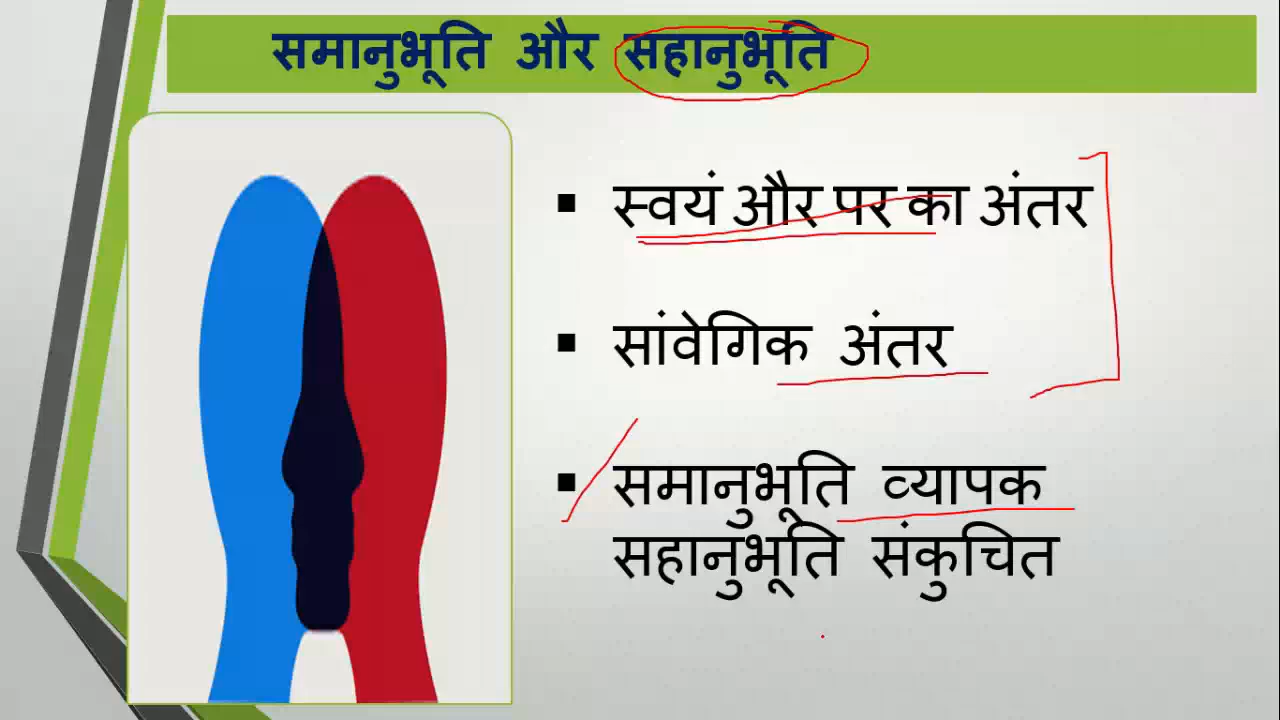 समानुभूति और सहानुभूति
▪ स्वयं और पर का अंतर
▪ सांवेगिक अंतर
▪ समानुभूति व्यापक
सहानुभूति संकुचित